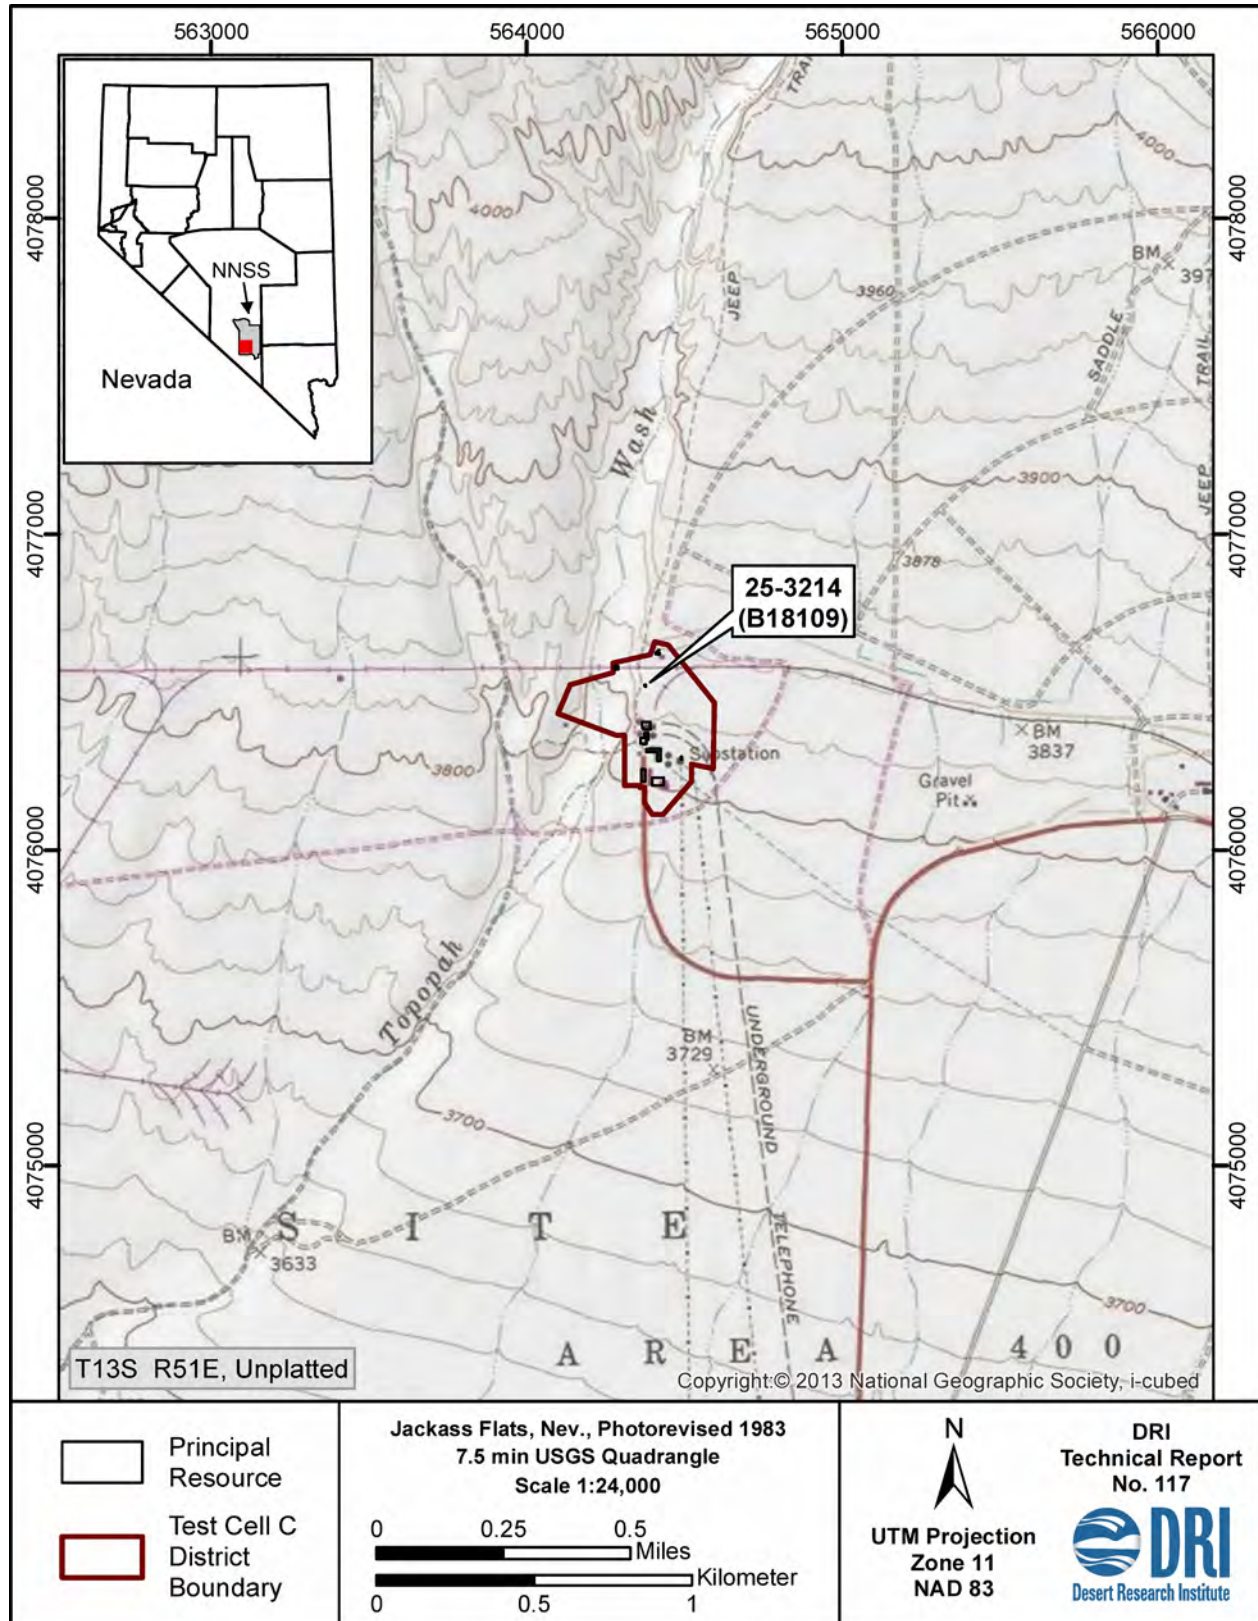 563000
564000
565000
566000
4078000
4077000
4076000
4075000
4078000
4077000
4076000
4075000
NNSS
Nevada
TRAI
4000
4000
JEEP
3960
BM
397
SADDLE
TRAIL
JEEP
Wash
3900
3878
25-3214
(B18109)
BM
3837
Substation
3800
Gravel
Pit
Topopah
BM
3729
UNDERGROUND
TELEPHONE
3700
BM
3633
S I T E
3700
A R E A 4 0 0
T13S R51E, Unplatted
Copyright:© 2013 National Geographic Society, i-cubed
Principal
Resource
Test Cell C
District
Boundary
Jackass Flats, Nev., Photorevised 1983
7.5 min USGS Quadrangle
Scale 1:24,000
0 0.25 0.5
Miles
Kilometer
0 0.5 1
N
UTM Projection
Zone 11
NAD 83
DRI
Technical Report
No. 117
DRI
Desert Research Institute